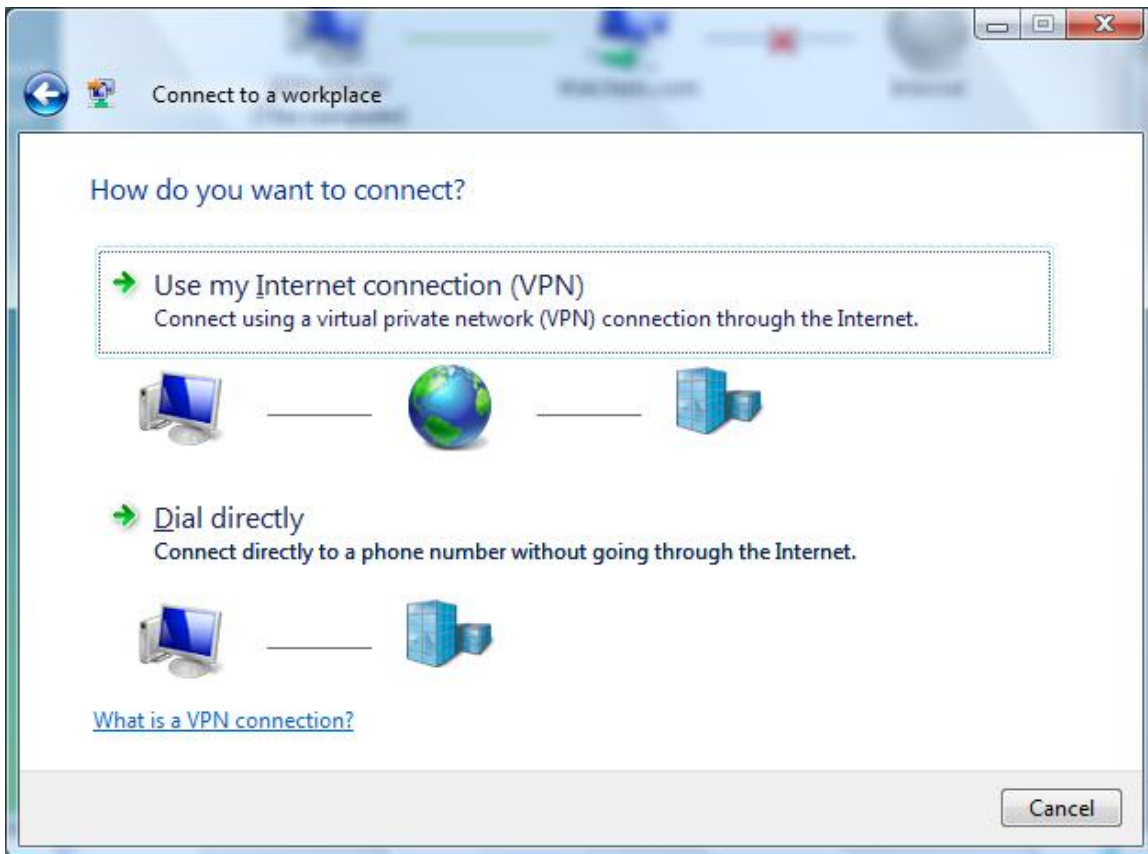 Connect to a workplace
How do you want to connect?
Use my Internet connection (VPN)
Connect using a virtual private network (VPN) connection through the Internet.
Dial directly
Connect directly to a phone number without going through the Internet.
What is a VPN connection?
Cancel